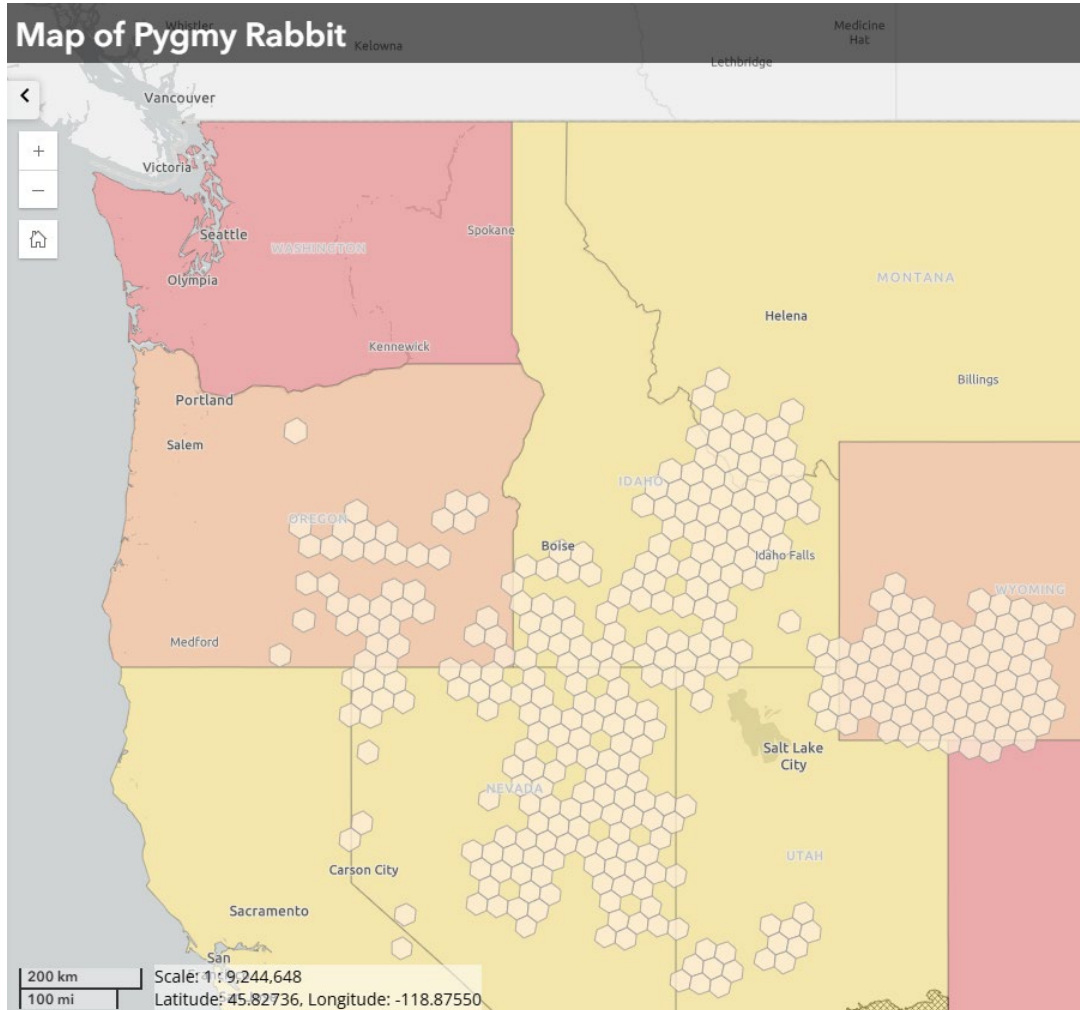 Map of Pygmy Rabbit
Whistler
Kelowna
Medicine
Hat
Lethbridge
Vancouver
Victoria
Seattle
WASHINGTON
Spokane
Olympia
MONTANA
Helena
Kennewick
Billings
Portland
Salem
IDAHO
OREGON
Boise
Idaho Falls
WYOMING
Medford
Salt Lake
City
NEVADA
UTAH
Carson City
Sacramento
San
200 km
Scale: 1 : 9,244,648
100 mi
Latitude: 45.82736, Longitude: -118.87550